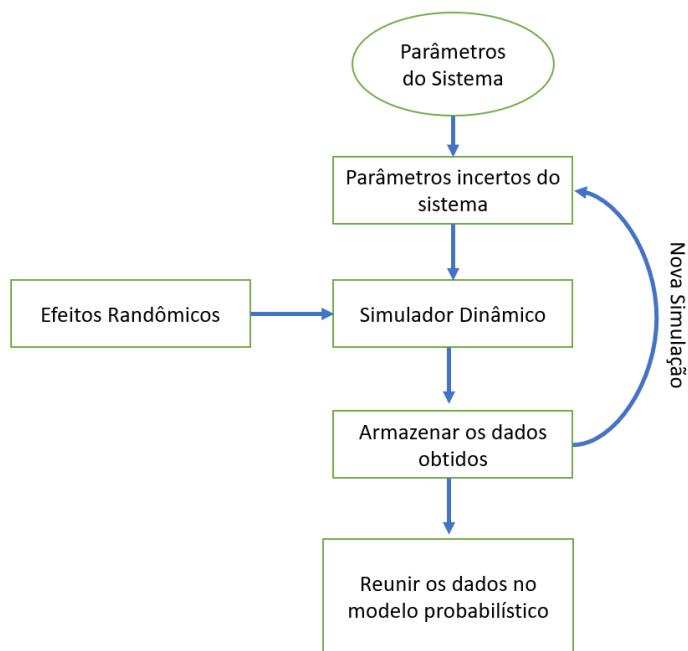 Parâmetros
do Sistema
Parâmetros incertos do
sistema
Nova Simulação
Efeitos Randômicos
Simulador Dinâmico
Armazenar os dados
obtidos
Reunir os dados no
modelo probabilístico